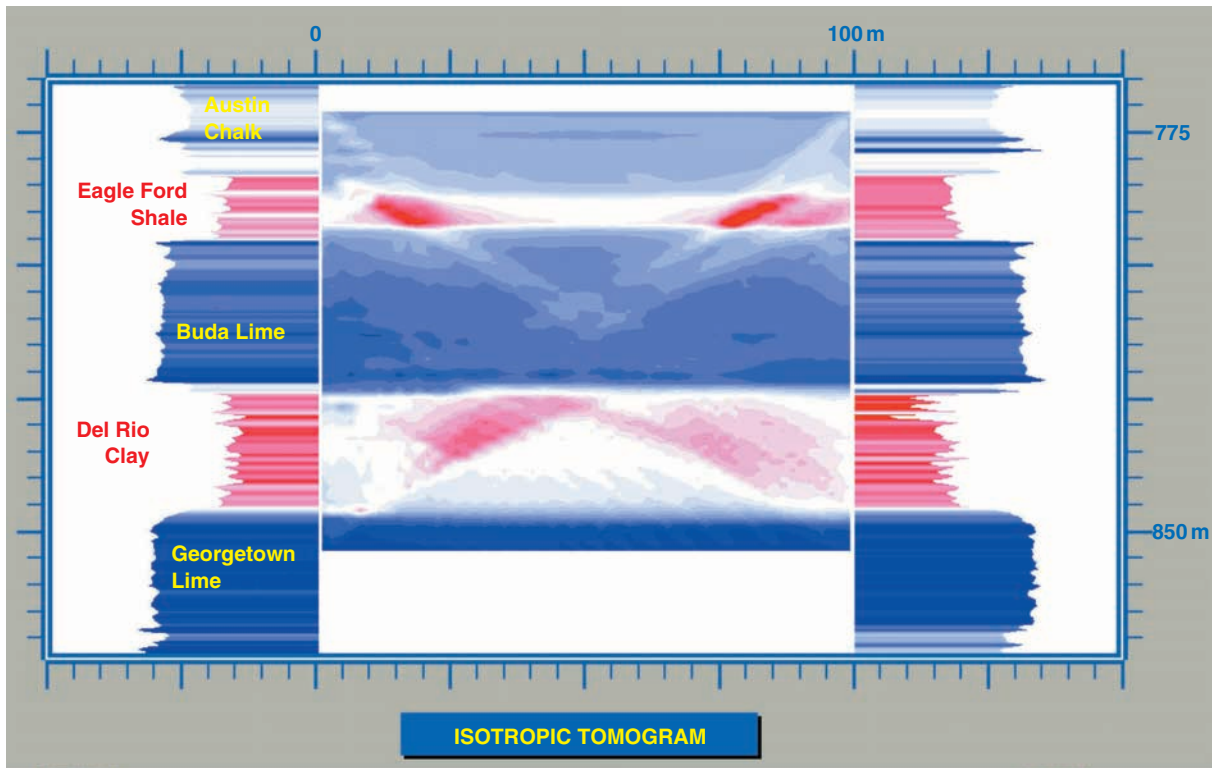 0
100 m
Austin
Chalk
775
Eagle Ford
Shale
Buda Lime
Del Rio
Clay
850 m
Georgetown
Lime
ISOTROPIC TOMOGRAM